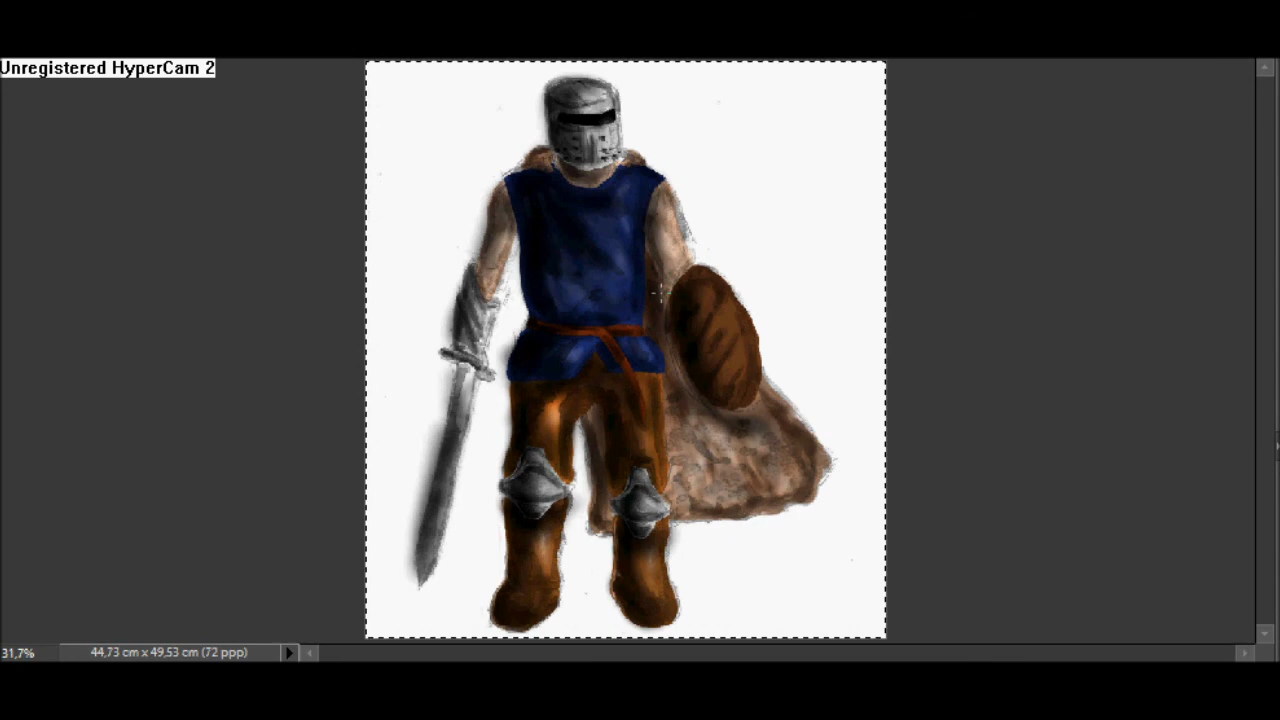 Unregistered HyperCam 2
31,7%
44,73 cm x 49,53 cm (72 ppp)